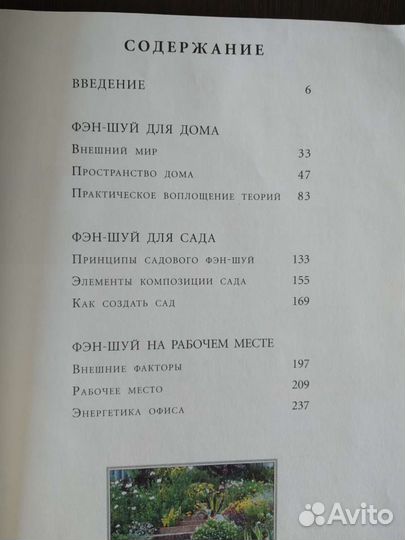 СОДЕРЖАНИЕ
ВВЕДЕНИЕ 6
ФЭН-ШУЙ ДЛЯ ДОМА
ВНЕШНИЙ МИР 33
ПРОСТРАНСТВО ДОМА 47
ПРАКТИЧЕСКОЕ ВОПЛОЩЕНИЕ ТЕОРИЙ 83
ФЭН-ШУЙ ДЛЯ САДА
ПРИНЦИПЫ САДОВОГО ФЭН-ШУЙ 133
ЭЛЕМЕНТЫ КОМПОЗИЦИИ САДА 155
КАК СОЗДАТЬ САД 169
ФЭН-ШУЙ НА РАБОЧЕМ МЕСТЕ
ВНЕШНИЕ ФАКТОРЫ 197
РАБОЧЕЕ МЕСТО 209
ЭНЕРГЕТИКА ОФИСА 237
Avito